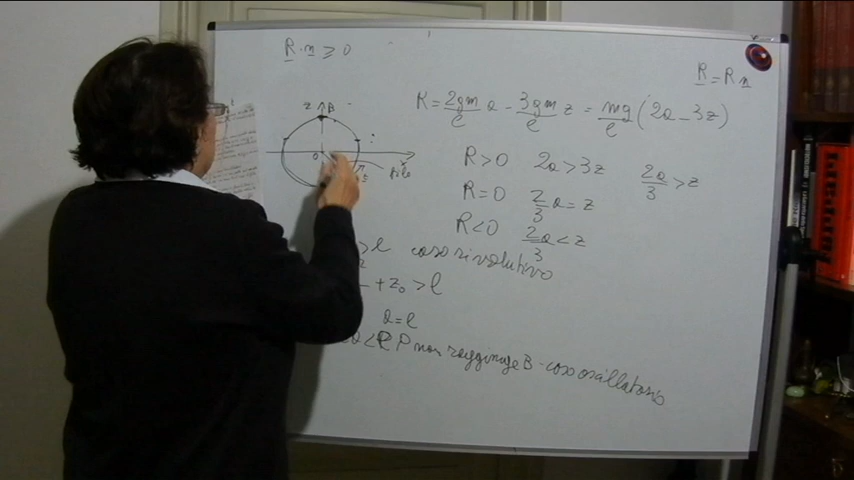 R · n ≥ 0
R = R n
R = 2gm/l a - 3gm/l z = mg/l (2a - 3z)
z B
O
filo
R > 0 2a > 3z 2a/3 > z
R = 0 2/3 a = z
R < 0 2a/3 < z
> l caso rivolutivo
+ z₀ > l
a = l
a < l P non raggiunge B - caso oscillatorio